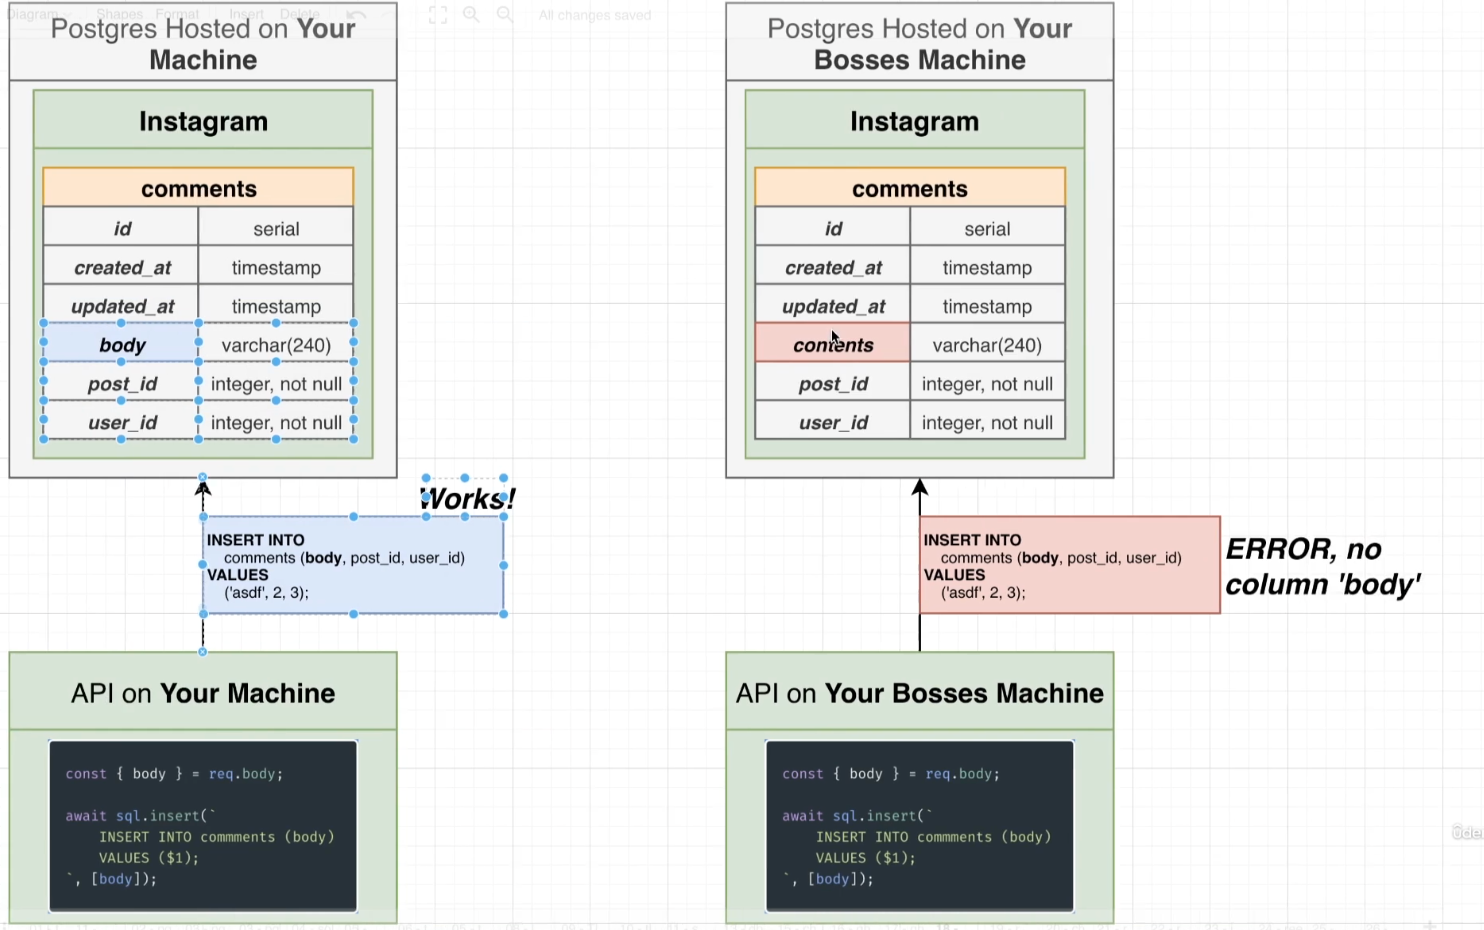 Diagram Shapes Format Insert Delete All changes saved
Postgres Hosted on Your
Machine
Instagram
comments
id serial
created_at timestamp
updated_at timestamp
body varchar(240)
post_id integer, not null
user_id integer, not null
Works!
INSERT INTO
comments (body, post_id, user_id)
VALUES
('asdf', 2, 3);
API on Your Machine
const { body } = req.body;
await sql.insert(`
INSERT INTO commments (body)
VALUES ($1);
`, [body]);
Postgres Hosted on Your
Bosses Machine
Instagram
comments
id serial
created_at timestamp
updated_at timestamp
contents varchar(240)
post_id integer, not null
user_id integer, not null
INSERT INTO
comments (body, post_id, user_id)
VALUES
('asdf', 2, 3);
ERROR, no
column 'body'
API on Your Bosses Machine
const { body } = req.body;
await sql.insert(`
INSERT INTO commments (body)
VALUES ($1);
`, [body]);